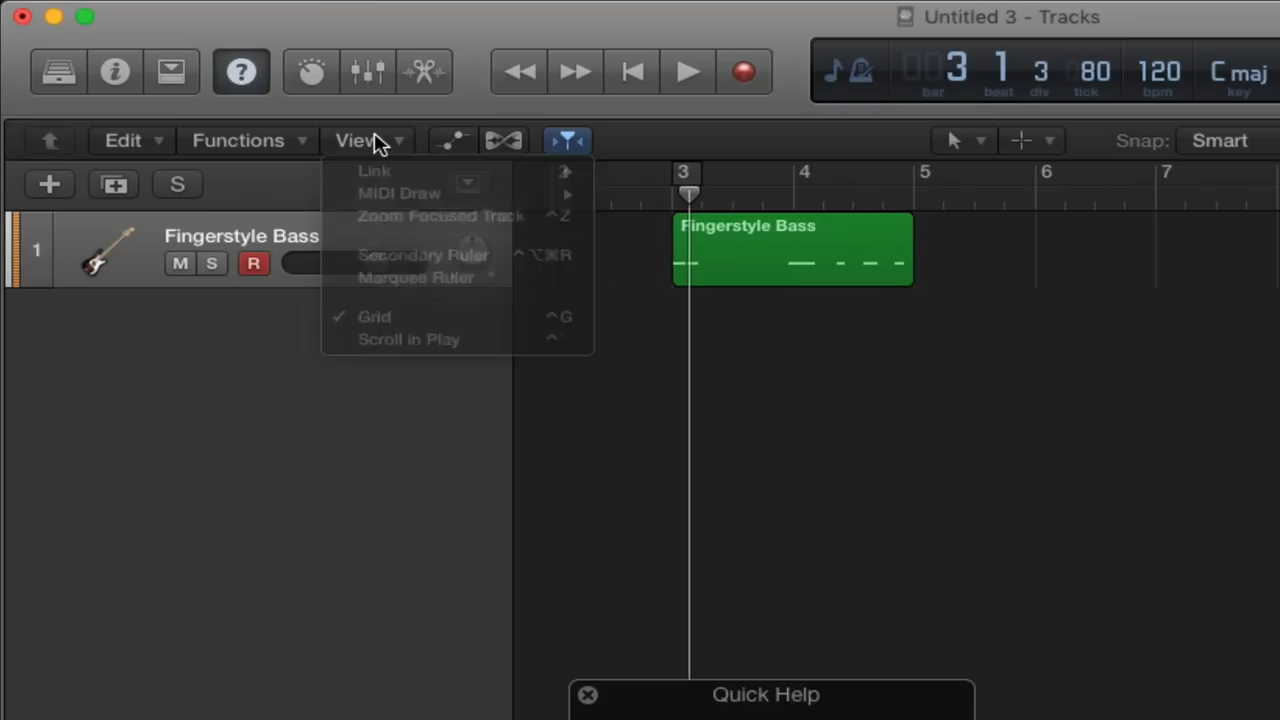 Untitled 3 - Tracks
3 1 3 80 120 C maj
bar beat div tick bpm key
Edit Functions View Snap: Smart
S
3 4 5 6 7
Link
MIDI Draw
Zoom Focused Track ^Z
Secondary Ruler ^⌥⌘R
Marquee Ruler
✓ Grid ^G
Scroll in Play
1
Fingerstyle Bass
M S R
Fingerstyle Bass
Quick Help